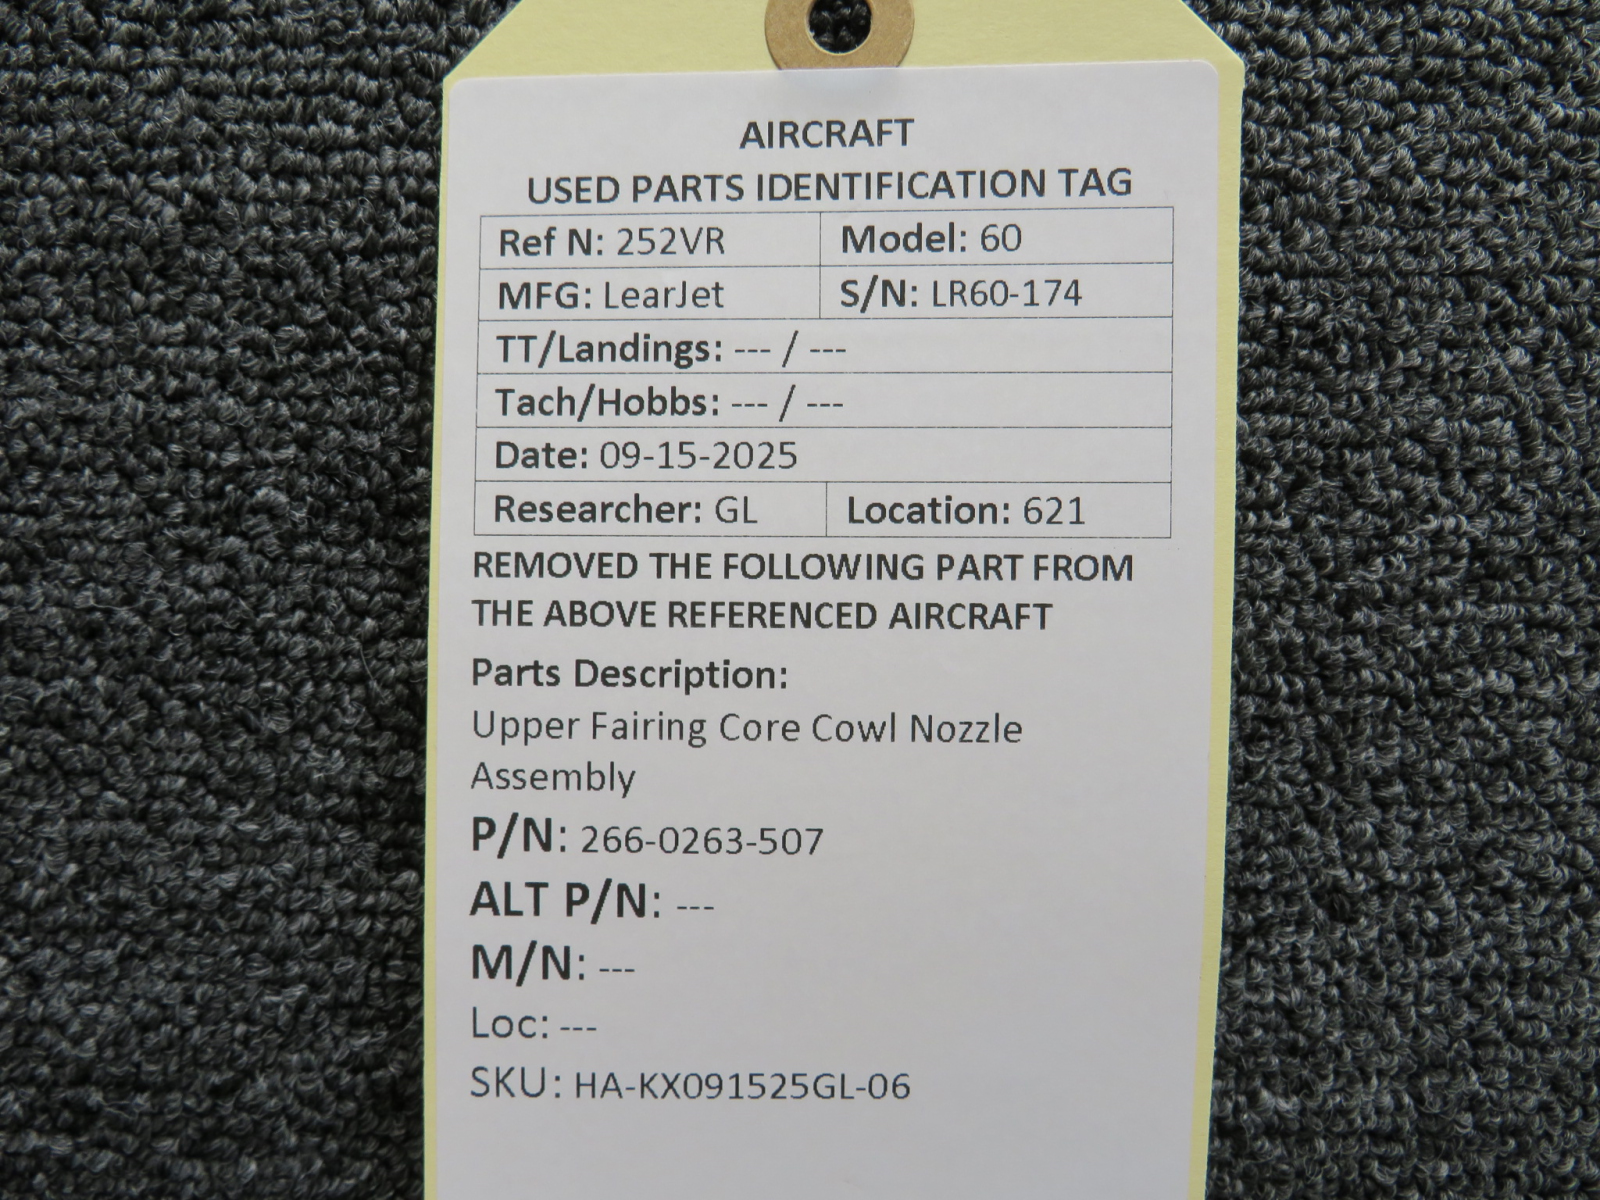 AIRCRAFT
USED PARTS IDENTIFICATION TAG
Ref N: 252VR Model: 60
MFG: LearJet S/N: LR60-174
TT/Landings: --- / ---
Tach/Hobbs: --- / ---
Date: 09-15-2025
Researcher: GL Location: 621
REMOVED THE FOLLOWING PART FROM
THE ABOVE REFERENCED AIRCRAFT
Parts Description:
Upper Fairing Core Cowl Nozzle
Assembly
P/N: 266-0263-507
ALT P/N: ---
M/N: ---
Loc: ---
SKU: HA-KX091525GL-06